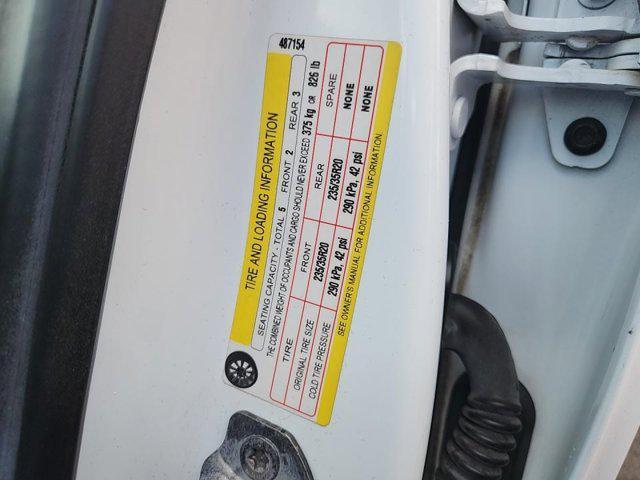 487154
TIRE AND LOADING INFORMATION
SEATING CAPACITY - TOTAL 5 FRONT 2 REAR 3
THE COMBINED WEIGHT OF OCCUPANTS AND CARGO SHOULD NEVER EXCEED 375 kg OR 826 lb
TIRE FRONT REAR SPARE
ORIGINAL TIRE SIZE 235/35R20 235/35R20 NONE
COLD TIRE PRESSURE 290 kPa, 42 psi 290 kPa, 42 psi NONE
SEE OWNER'S MANUAL FOR ADDITIONAL INFORMATION